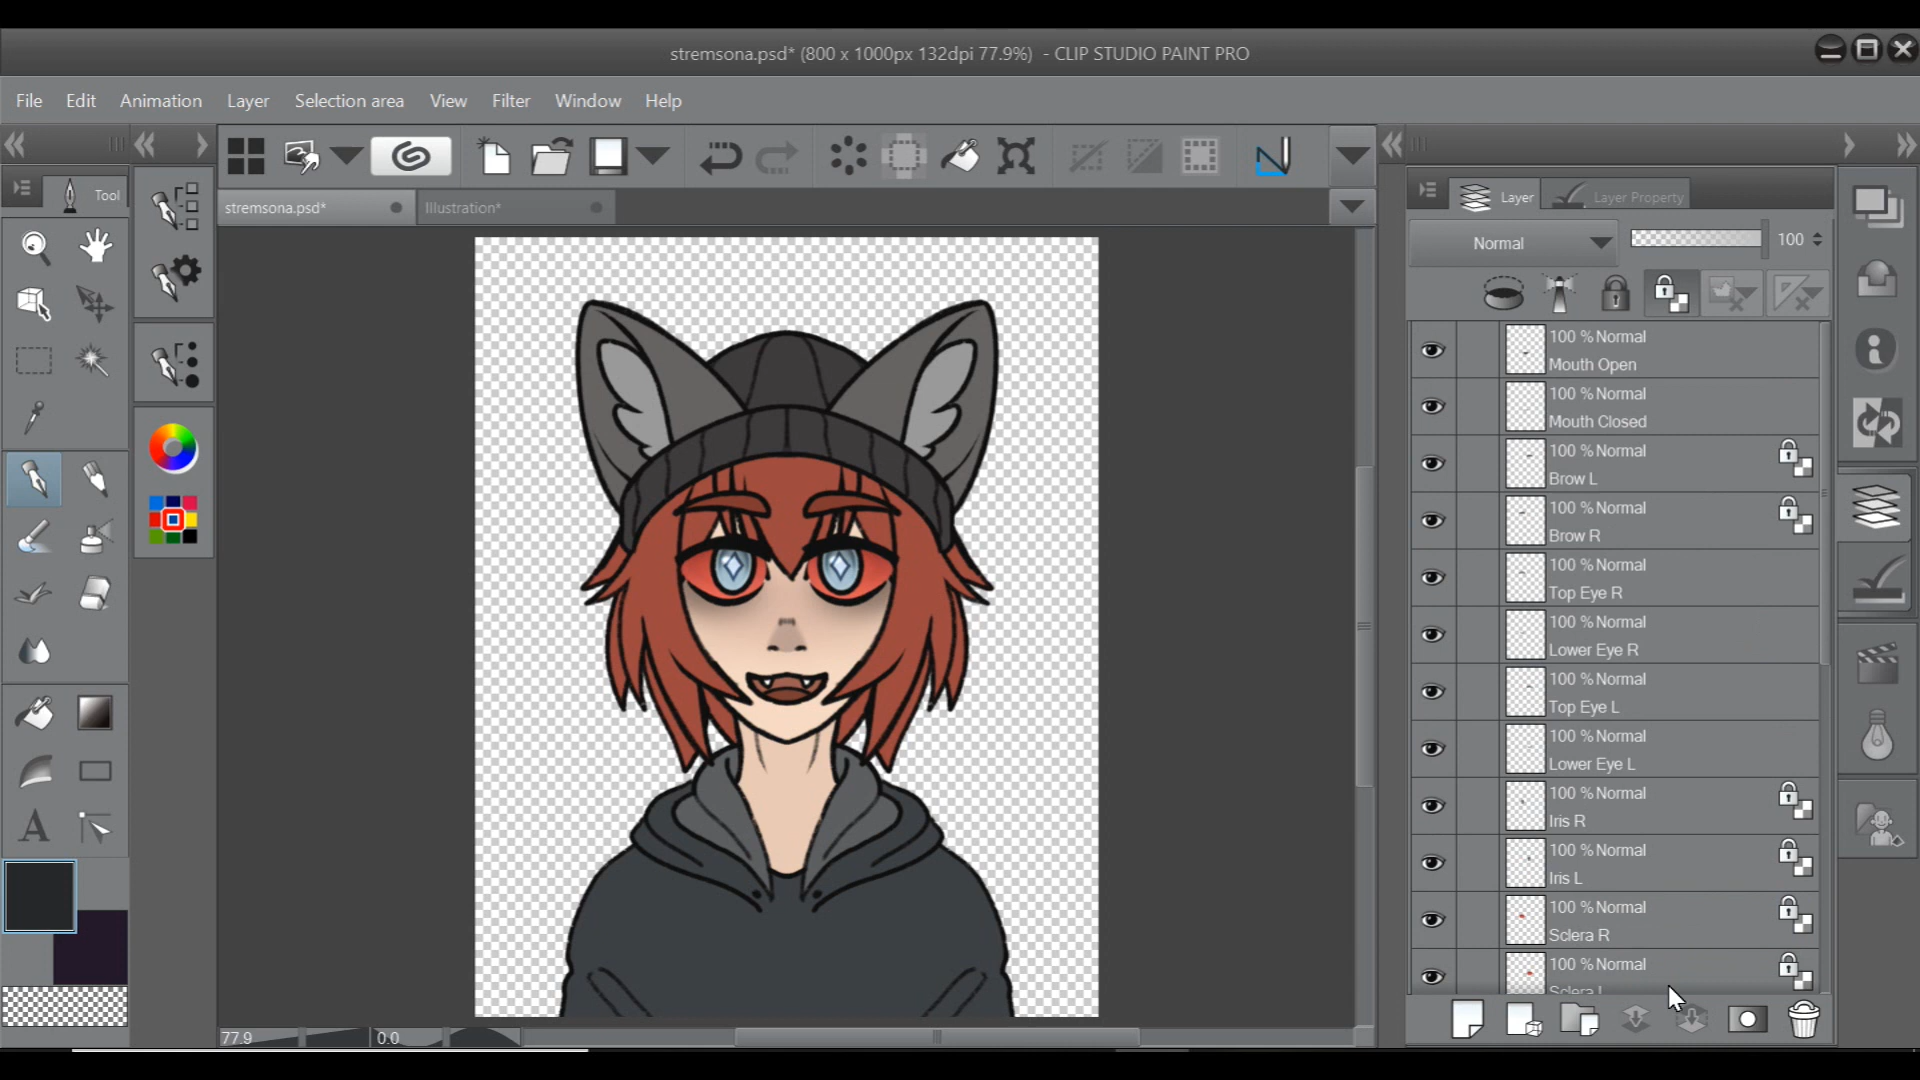 stremsona.psd* (800 x 1000px 132dpi 77.9%) - CLIP STUDIO PAINT PRO
File Edit Animation Layer Selection area View Filter Window Help
Tool
stremsona.psd* Illustration*
Layer Layer Property
Normal 100
100 % Normal
Mouth Open
100 % Normal
Mouth Closed
100 % Normal
Brow L
100 % Normal
Brow R
100 % Normal
Top Eye R
100 % Normal
Lower Eye R
100 % Normal
Top Eye L
100 % Normal
Lower Eye L
100 % Normal
Iris R
100 % Normal
Iris L
100 % Normal
Sclera R
100 % Normal
Sclera L
77.9 0.0